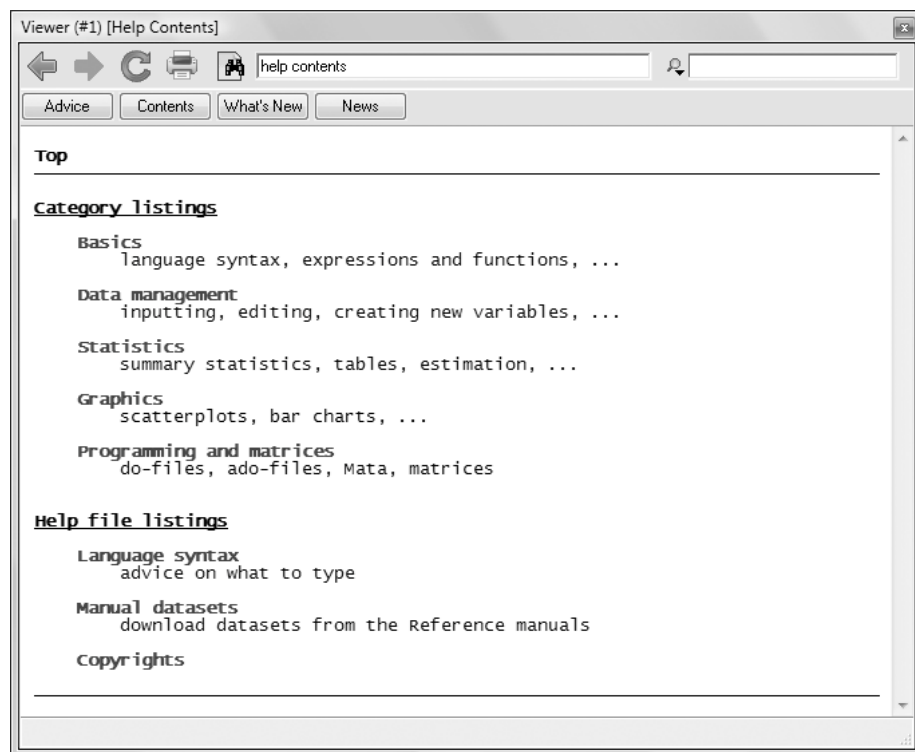 Viewer (#1) [Help Contents]
help contents
Advice Contents What's New News
Top
Category listings
Basics
language syntax, expressions and functions, ...
Data management
inputting, editing, creating new variables, ...
Statistics
summary statistics, tables, estimation, ...
Graphics
scatterplots, bar charts, ...
Programming and matrices
do-files, ado-files, Mata, matrices
Help file listings
Language syntax
advice on what to type
Manual datasets
download datasets from the Reference manuals
Copyrights